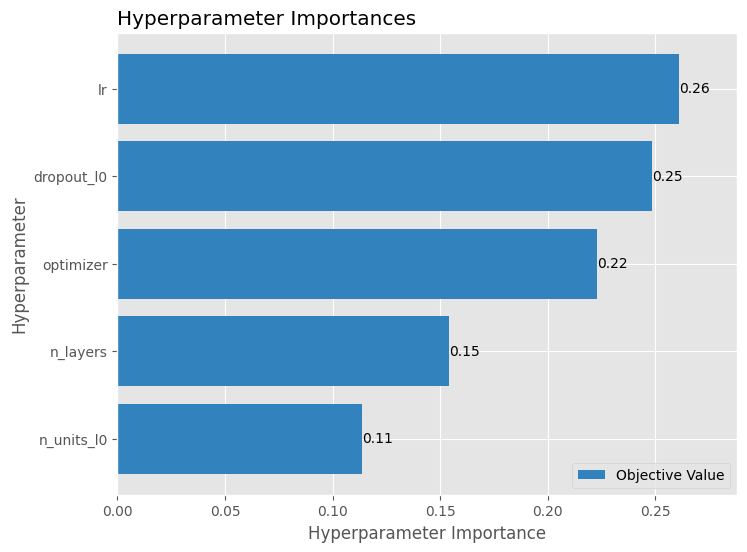 Hyperparameter Importances
Hyperparameter
lr
0.26
dropout_l0
0.25
optimizer
0.22
n_layers
0.15
n_units_l0
0.11
Objective Value
0.00 0.05 0.10 0.15 0.20 0.25
Hyperparameter Importance